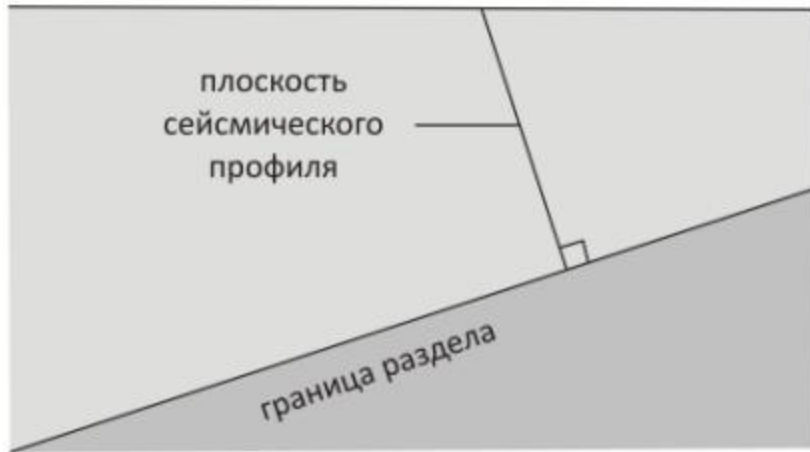 плоскость
сейсмического
профиля
граница раздела